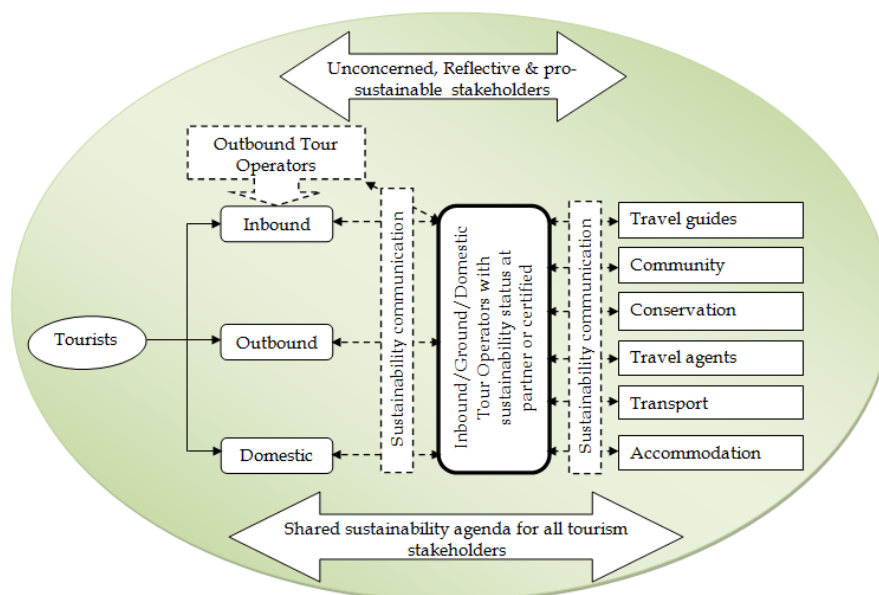 Unconcerned, Reflective & pro-
sustainable stakeholders
Outbound Tour
Operators
Inbound
Tourists
Outbound
Domestic
Sustainability communication
Inbound/Ground/Domestic
Tour Operators with
sustainability status at
partner or certified
Sustainability communication
Travel guides
Community
Conservation
Travel agents
Transport
Accommodation
Shared sustainability agenda for all tourism
stakeholders